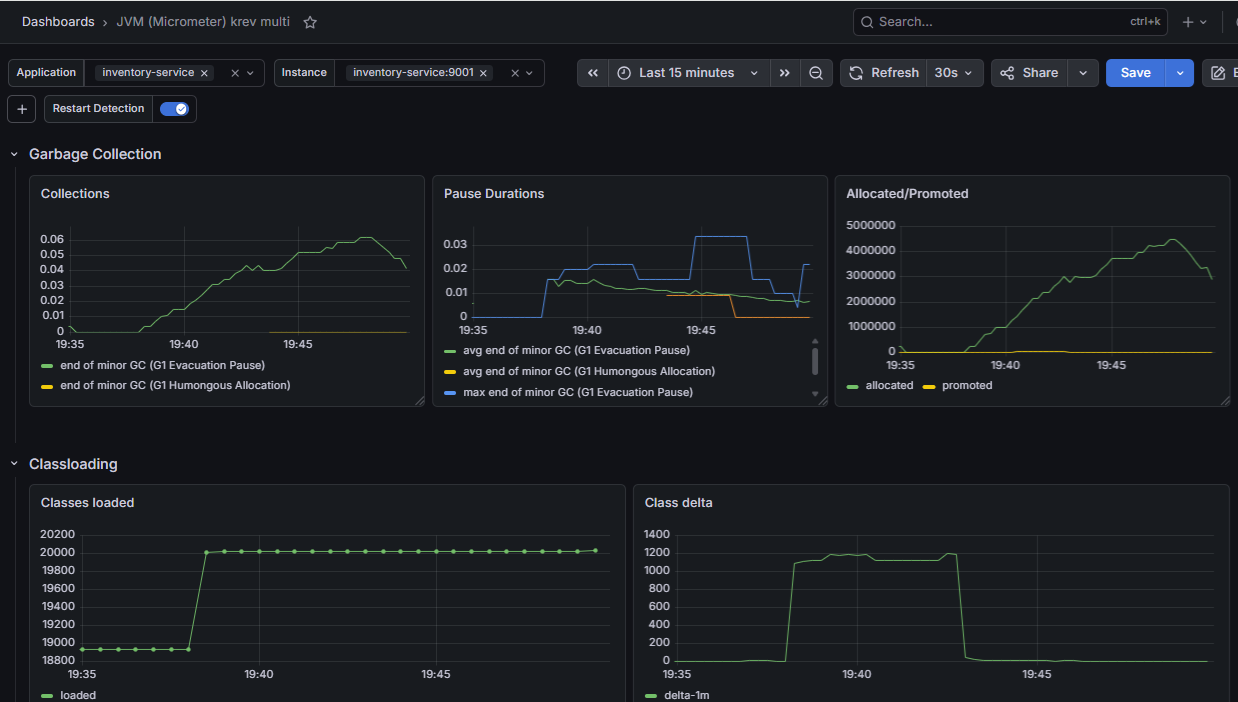 Dashboards › JVM (Micrometer) krev multi
Search... ctrl+k
Application inventory-service Instance inventory-service:9001 Last 15 minutes Refresh 30s Share Save
Restart Detection
Garbage Collection
Collections
0.06
0.05
0.04
0.03
0.02
0.01
0
19:35 19:40 19:45
end of minor GC (G1 Evacuation Pause)
end of minor GC (G1 Humongous Allocation)
Pause Durations
0.03
0.02
0.01
0
19:35 19:40 19:45
avg end of minor GC (G1 Evacuation Pause)
avg end of minor GC (G1 Humongous Allocation)
max end of minor GC (G1 Evacuation Pause)
Allocated/Promoted
5000000
4000000
3000000
2000000
1000000
0
19:35 19:40 19:45
allocated promoted
Classloading
Classes loaded
20200
20000
19800
19600
19400
19200
19000
18800
19:35 19:40 19:45
loaded
Class delta
1400
1200
1000
800
600
400
200
0
19:35 19:40 19:45
delta-1m